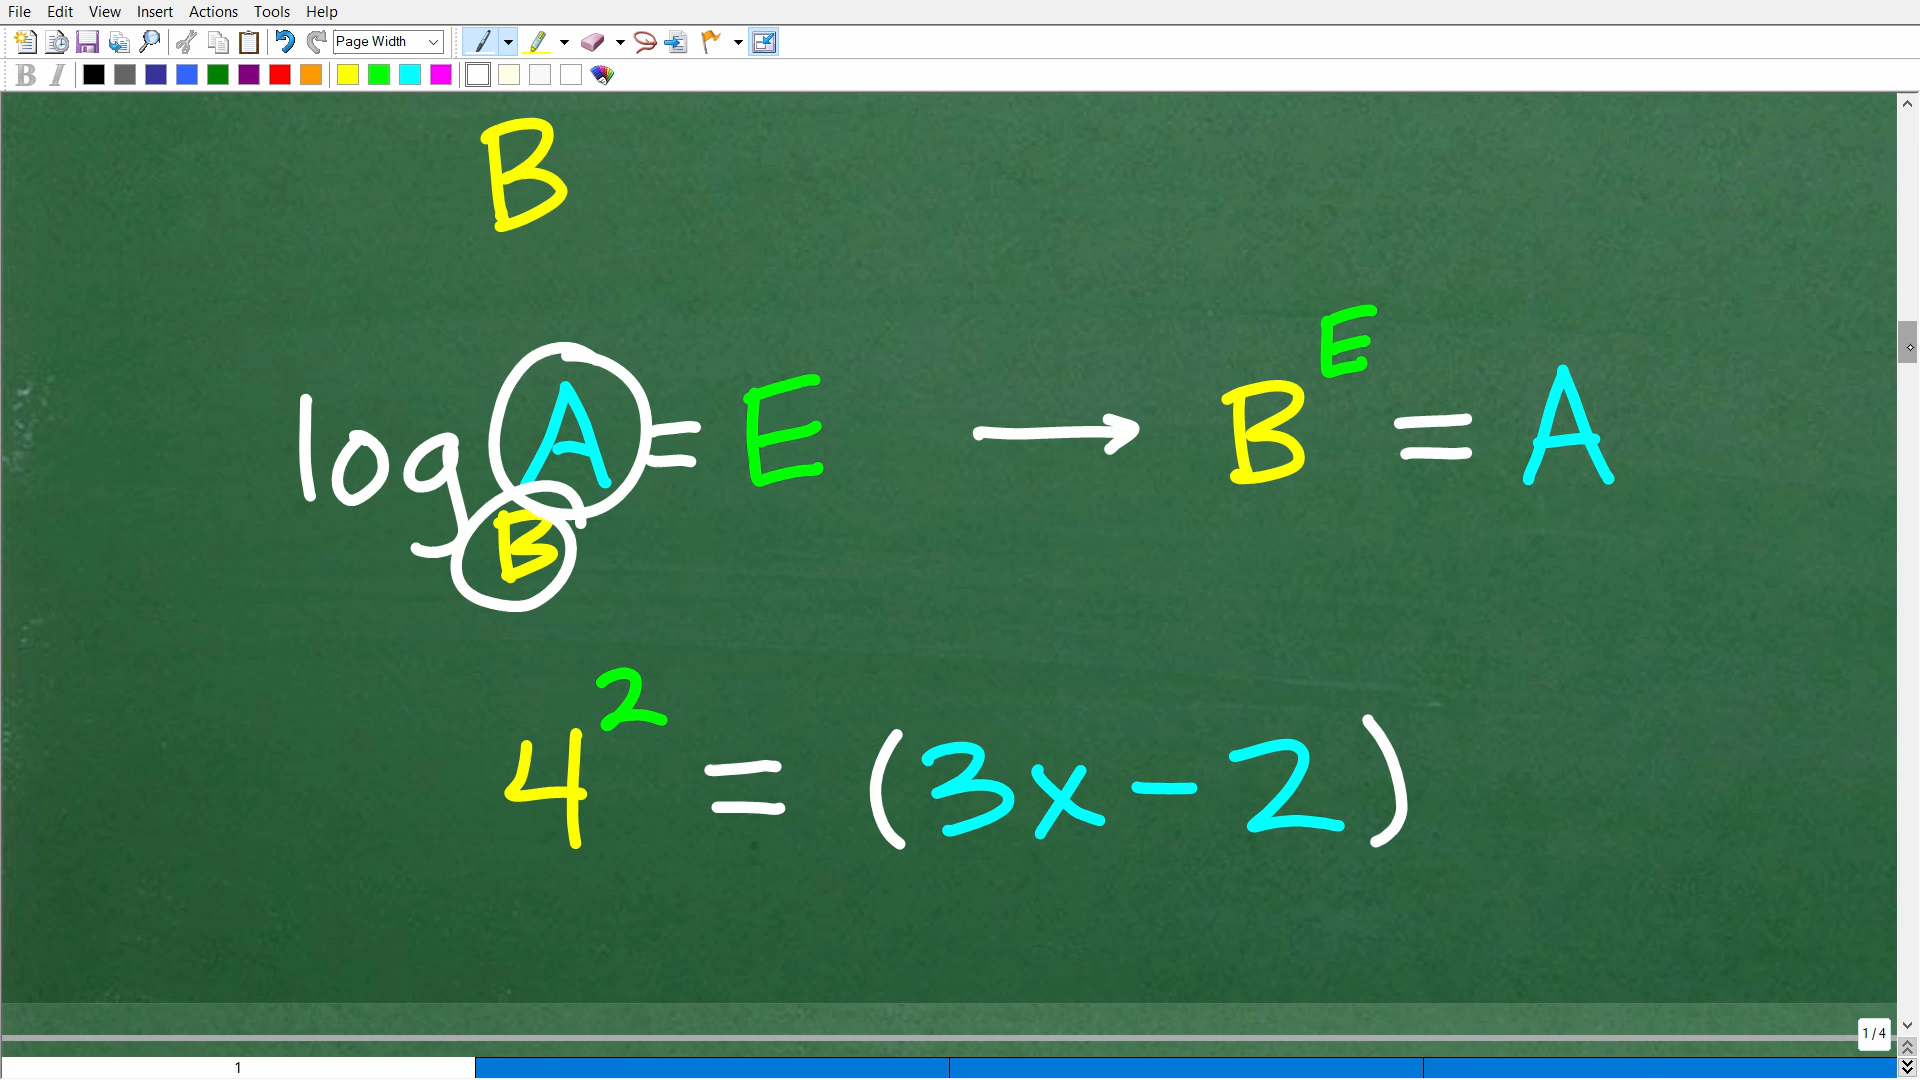 File Edit View Insert Actions Tools Help
Page Width
B I
B
log_B A = E → B^E = A
4^2 = (3x - 2)
1 / 4
1